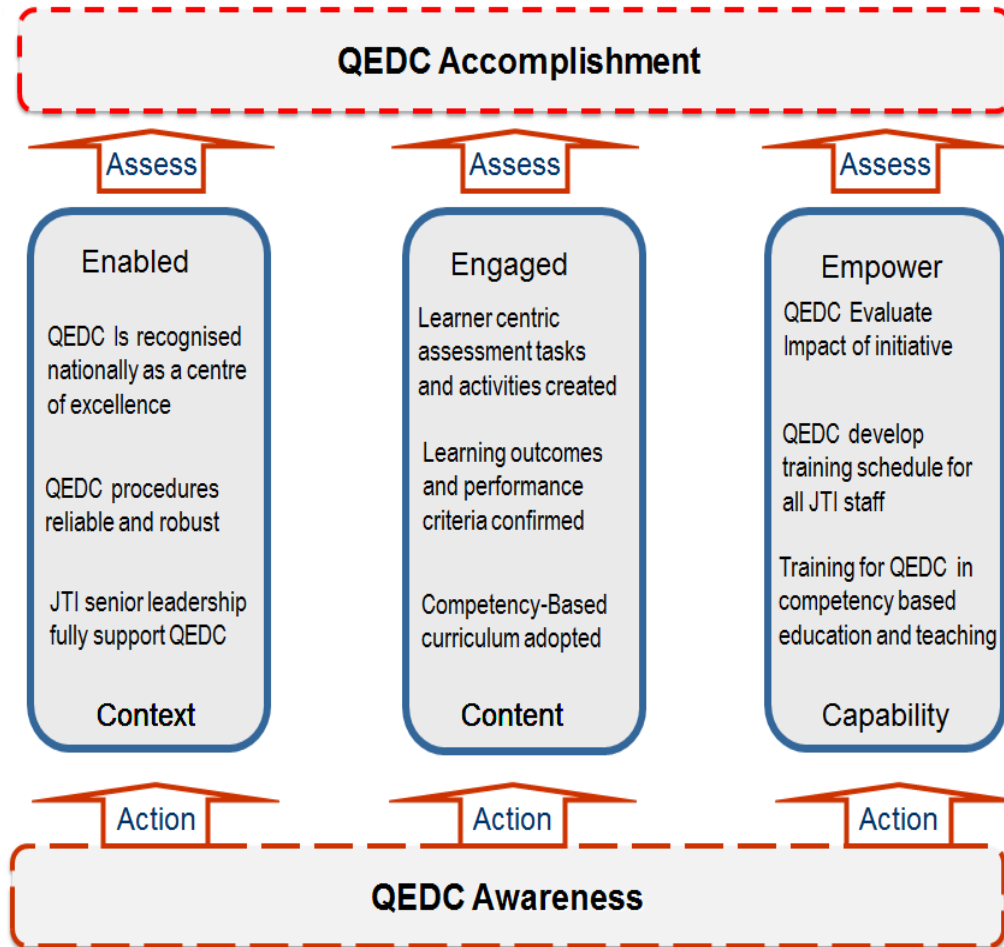 QEDC Accomplishment
Assess
Assess
Assess
Enabled
QEDC Is recognised
nationally as a centre
of excellence
QEDC procedures
reliable and robust
JTI senior leadership
fully support QEDC
Context
Engaged
Learner centric
assessment tasks
and activities created
Learning outcomes
and performance
criteria confirmed
Competency-Based
curriculum adopted
Content
Empower
QEDC Evaluate
Impact of initiative
QEDC develop
training schedule for
all JTI staff
Training for QEDC in
competency based
education and teaching
Capability
Action
Action
Action
QEDC Awareness